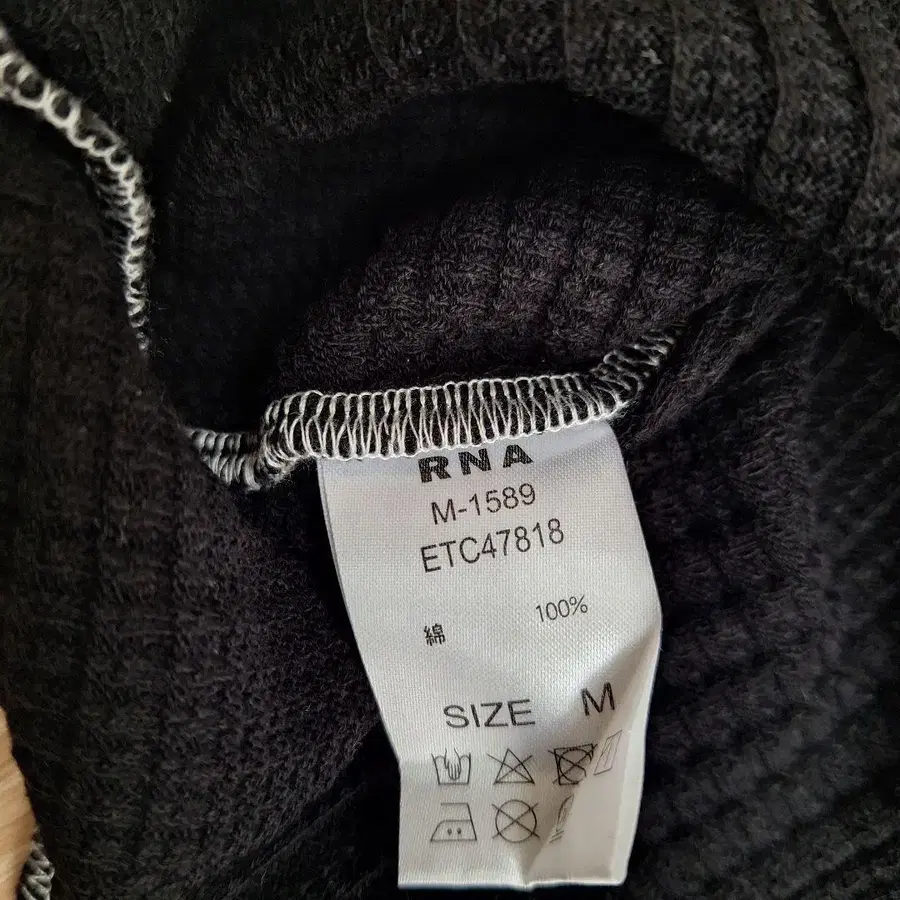 RNA
M-1589
ETC47818
綿 100%
SIZE M